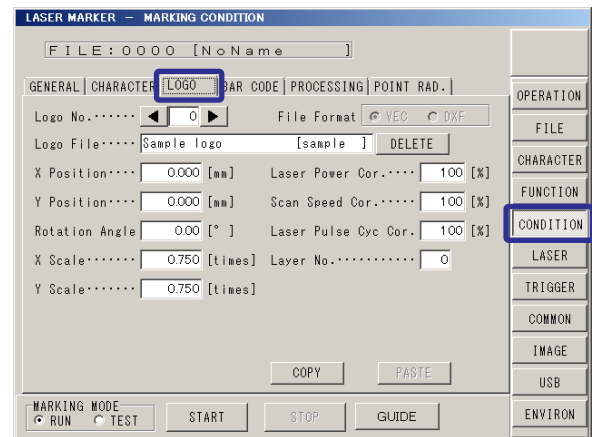 LASER MARKER − MARKING CONDITION
FILE:0000 [NoName ]
GENERAL CHARACTER LOGO BAR CODE PROCESSING POINT RAD.
Logo No.······ 0 File Format VEC DXF
Logo File····· Sample logo [sample ] DELETE
X Position···· 0.000 [mm] Laser Power Cor.···· 100 [%]
Y Position···· 0.000 [mm] Scan Speed Cor.····· 100 [%]
Rotation Angle 0.00 [° ] Laser Pulse Cyc Cor. 100 [%]
X Scale······· 0.750 [times] Layer No.··········· 0
Y Scale······· 0.750 [times]
COPY PASTE
MARKING MODE
RUN TEST START STOP GUIDE
OPERATION
FILE
CHARACTER
FUNCTION
CONDITION
LASER
TRIGGER
COMMON
IMAGE
USB
ENVIRON